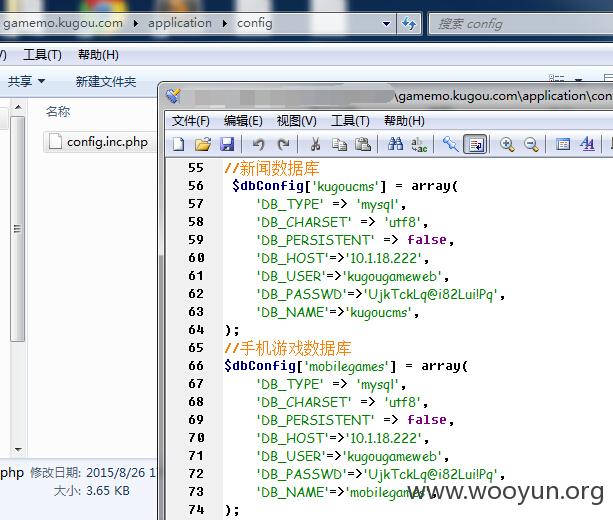 gamemo.kugou.com ▸ application ▸ config
搜索 config
工具(T) 帮助(H)
共享 新建文件夹
名称
config.inc.php
\gamemo.kugou.com\application\con
文件(F) 编辑(E) 视图(V) 工具(T) 帮助(H)
55 //新闻数据库
56 $dbConfig['kugoucms'] = array(
57 'DB_TYPE' => 'mysql',
58 'DB_CHARSET' => 'utf8',
59 'DB_PERSISTENT' => false,
60 'DB_HOST'=>'10.1.18.222',
61 'DB_USER'=>'kugougameweb',
62 'DB_PASSWD'=>'UjkTckLq@i82Lui!Pq',
63 'DB_NAME'=>'kugoucms',
64 );
65 //手机游戏数据库
66 $dbConfig['mobilegames'] = array(
67 'DB_TYPE' => 'mysql',
68 'DB_CHARSET' => 'utf8',
69 'DB_PERSISTENT' => false,
70 'DB_HOST'=>'10.1.18.222',
71 'DB_USER'=>'kugougameweb',
72 'DB_PASSWD'=>'UjkTckLq@i82Lui!Pq',
73 'DB_NAME'=>'mobilegames',
74 );
php 修改日期: 2015/8/26 1
大小: 3.65 KB
www.wooyun.org